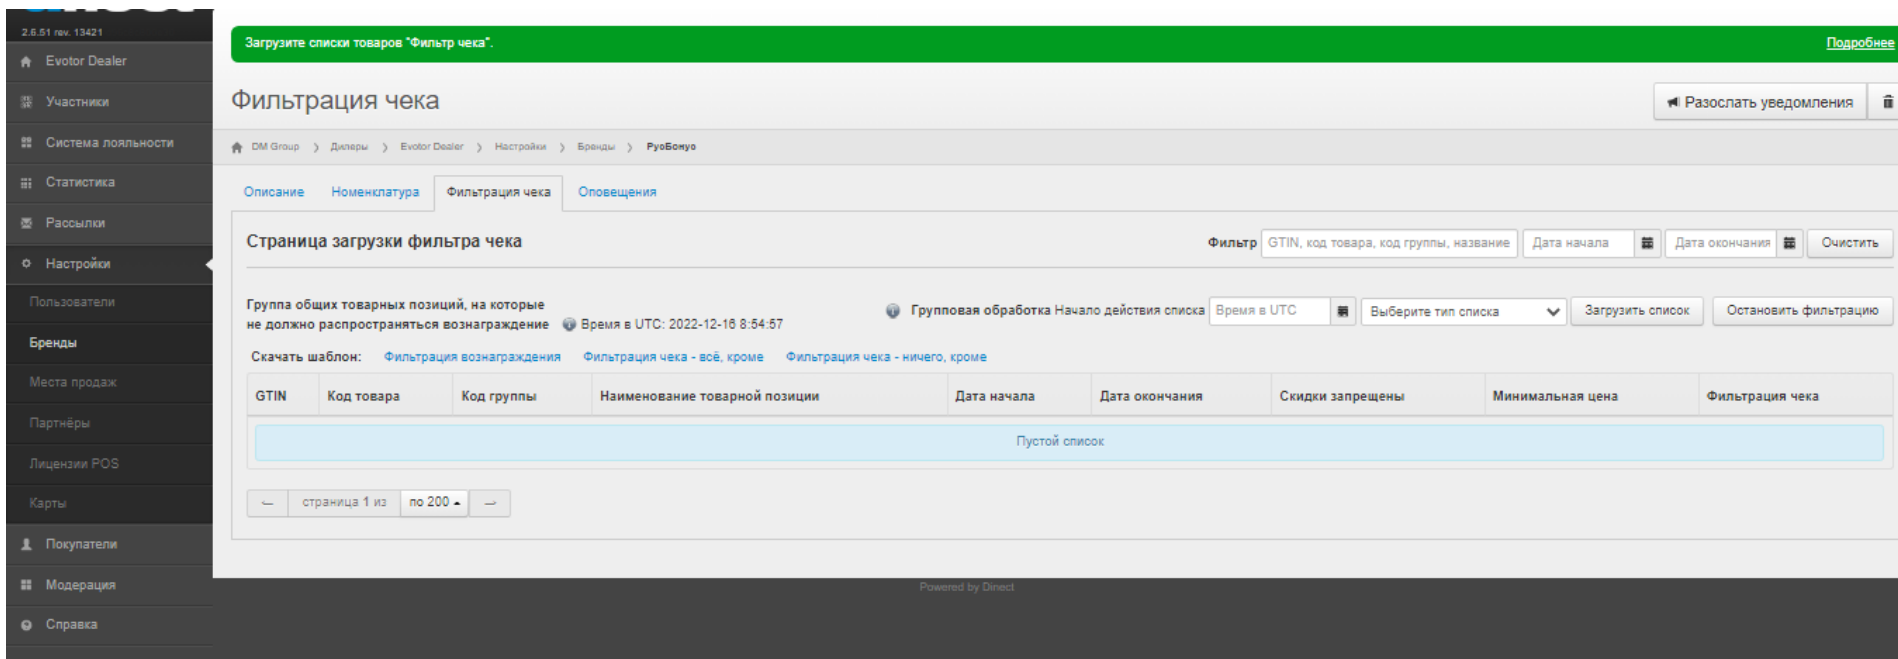 2.6.51 rev. 13421
Evotor Dealer
Участники
Система лояльности
Статистика
Рассылки
Настройки
Пользователи
Бренды
Места продаж
Партнёры
Лицензии POS
Карты
Покупатели
Модерация
Справка
Загрузите списки товаров "Фильтр чека".
Подробнее
Фильтрация чека
Разослать уведомления
DM Group
Дилеры
Evotor Dealer
Настройки
Бренды
РуоБонуо
Описание
Номенклатура
Фильтрация чека
Оповещения
Страница загрузки фильтра чека
Фильтр
GTIN, код товара, код группы, название
Дата начала
Дата окончания
Очистить
Группа общих товарных позиций, на которые
не должно распространяться вознаграждение
Время в UTC: 2022-12-16 8:54:57
Групповая обработка Начало действия списка
Время в UTC
Выберите тип списка
Загрузить список
Остановить фильтрацию
Скачать шаблон:
Фильтрация вознаграждения
Фильтрация чека - всё, кроме
Фильтрация чека - ничего, кроме
GTIN
Код товара
Код группы
Наименование товарной позиции
Дата начала
Дата окончания
Скидки запрещены
Минимальная цена
Фильтрация чека
Пустой список
←
страница 1 из
по 200
→
Powered by Dinect